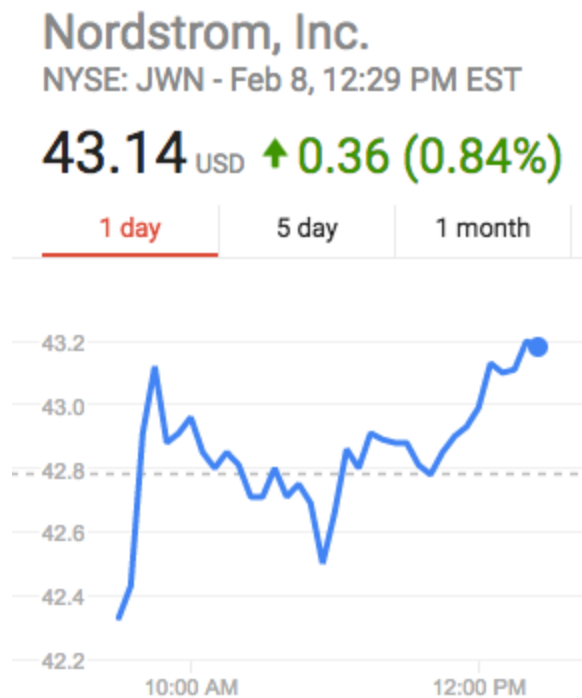 Nordstrom, Inc.
NYSE: JWN - Feb 8, 12:29 PM EST
43.14 USD ↑ 0.36 (0.84%)
1 day 5 day 1 month
43.2
43.0
42.8
42.6
42.4
42.2
10:00 AM 12:00 PM